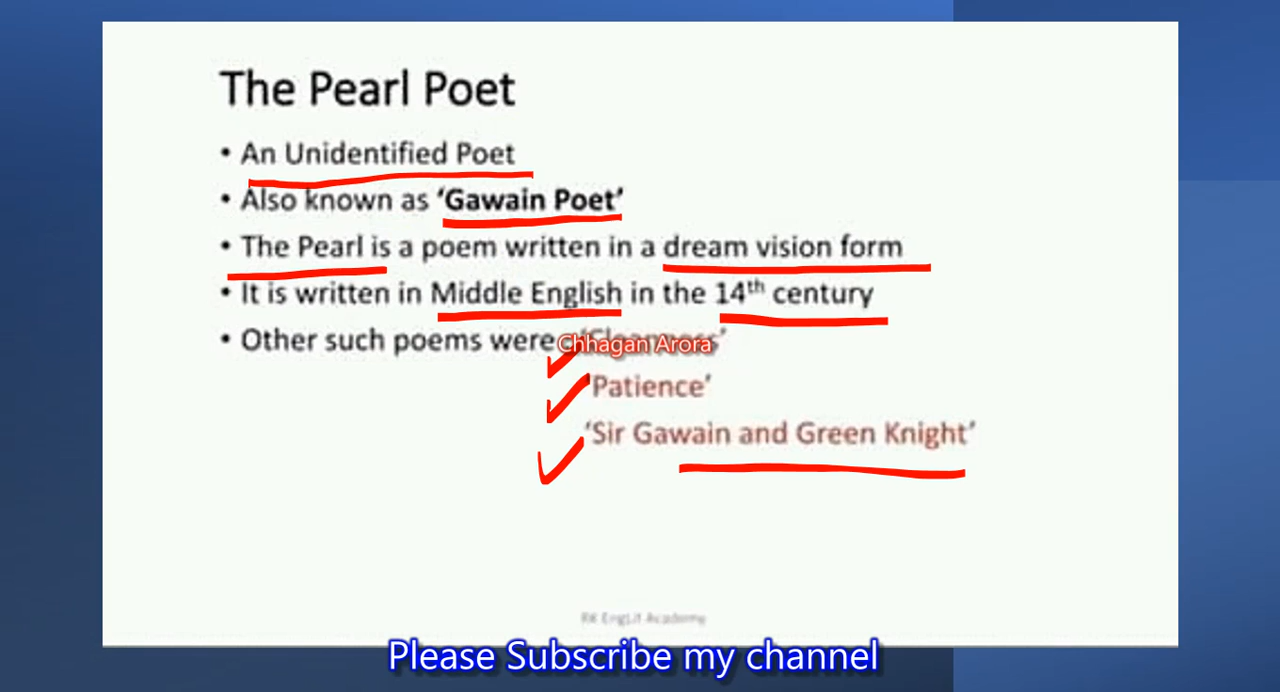 The Pearl Poet
• An Unidentified Poet
• Also known as ‘Gawain Poet’
• The Pearl is a poem written in a dream vision form
• It is written in Middle English in the 14th century
• Other such poems were ‘Cleanness’
Chhagan Arora
‘Patience’
‘Sir Gawain and Green Knight’
RK EngLit Academy
Please Subscribe my channel